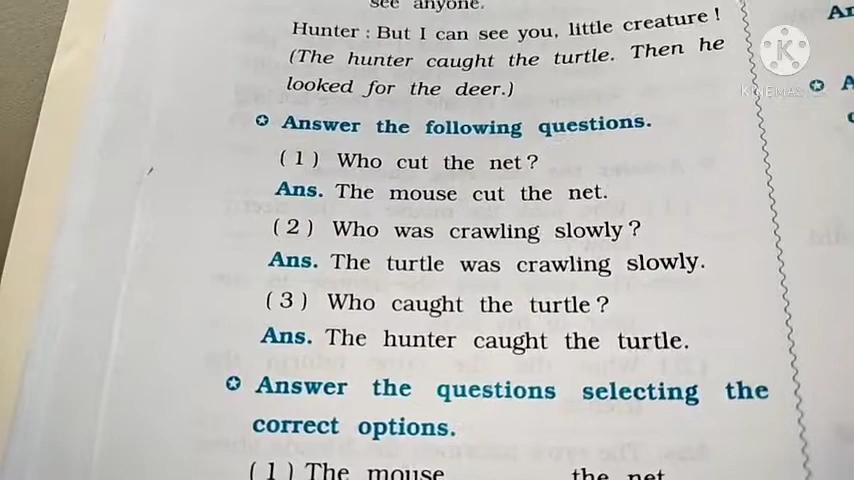 see anyone.
Hunter : But I can see you, little creature !
(The hunter caught the turtle. Then he
looked for the deer.)
✪ Answer the following questions.
( 1 ) Who cut the net ?
Ans. The mouse cut the net.
( 2 ) Who was crawling slowly ?
Ans. The turtle was crawling slowly.
( 3 ) Who caught the turtle ?
Ans. The hunter caught the turtle.
✪ Answer the questions selecting the
correct options.
( 1 ) The mouse ______ the net
KINEMASTER